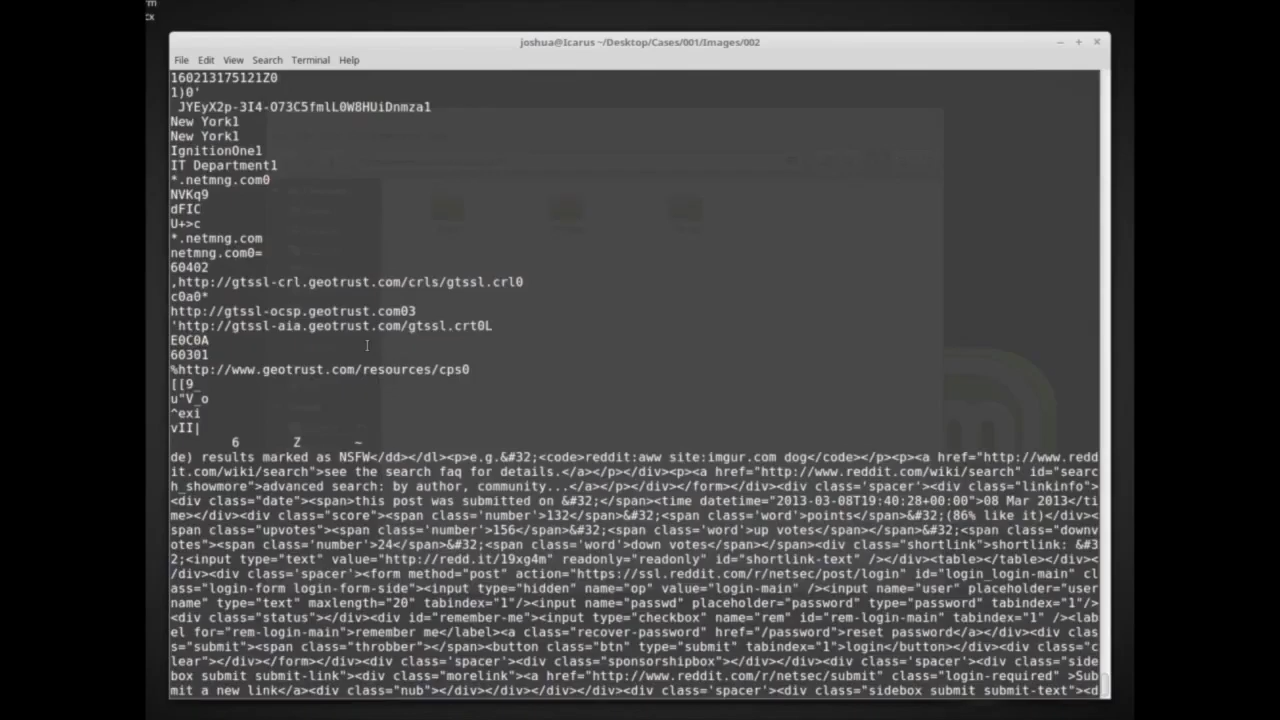 rm
cx
joshua@Icarus ~/Desktop/Cases/001/Images/002
File Edit View Search Terminal Help
160213175121Z0
1)0'
JYEyX2p-3I4-O73C5fmlL0W8HUiDnmza1
New York1
New York1
IgnitionOne1
IT Department1
*.netmng.com0
NVKq9
dFIC
U+>c
*.netmng.com
netmng.com0=
60402
,http://gtssl-crl.geotrust.com/crls/gtssl.crl0
c0a0*
http://gtssl-ocsp.geotrust.com03
'http://gtssl-aia.geotrust.com/gtssl.crt0L
E0C0A
60301
%http://www.geotrust.com/resources/cps0
[[9_
u"V_o
^exi
vII|
6 Z ~
de) results marked as NSFW</dd></dl><p>e.g.&#32;<code>reddit:aww site:imgur.com dog</code></p><p><a href="http://www.redd
it.com/wiki/search">see the search faq for details.</a></p></div><p><a href="http://www.reddit.com/wiki/search" id="searc
h_showmore">advanced search: by author, community...</a></p></div></form></div><div class='spacer'><div class="linkinfo">
<div class="date"><span>this post was submitted on &#32;</span><time datetime="2013-03-08T19:40:28+00:00">08 Mar 2013</ti
me></div><div class="score"><span class='number'>132</span>&#32;<span class='word'>points</span>&#32;(86% like it)</div><
span class="upvotes"><span class='number'>156</span>&#32;<span class='word'>up votes</span></span>&#32;<span class="downv
otes"><span class='number'>24</span>&#32;<span class='word'>down votes</span></span><div class="shortlink">shortlink: &#3
2;<input type="text" value="http://redd.it/19xg4m" readonly="readonly" id="shortlink-text" /></div><table></table></div><
/div><div class='spacer'><form method="post" action="https://ssl.reddit.com/r/netsec/post/login" id="login_login-main" cl
ass="login-form login-form-side"><input type="hidden" name="op" value="login-main" /><input name="user" placeholder="user
name" type="text" maxlength="20" tabindex="1"/><input name="passwd" placeholder="password" type="password" tabindex="1"/>
<div class="status"></div><div id="remember-me"><input type="checkbox" name="rem" id="rem-login-main" tabindex="1" /><lab
el for="rem-login-main">remember me</label><a class="recover-password" href="/password">reset password</a></div><div clas
s="submit"><span class="throbber"></span><button class="btn" type="submit" tabindex="1">login</button></div><div class="c
lear"></div></form></div><div class='spacer'><div class="sponsorshipbox"></div></div><div class='spacer'><div class="side
box submit submit-link"><div class="morelink"><a href="http://www.reddit.com/r/netsec/submit" class="login-required" >Sub
mit a new link</a><div class="nub"></div></div></div></div><div class='spacer'><div class="sidebox submit submit-text"><d